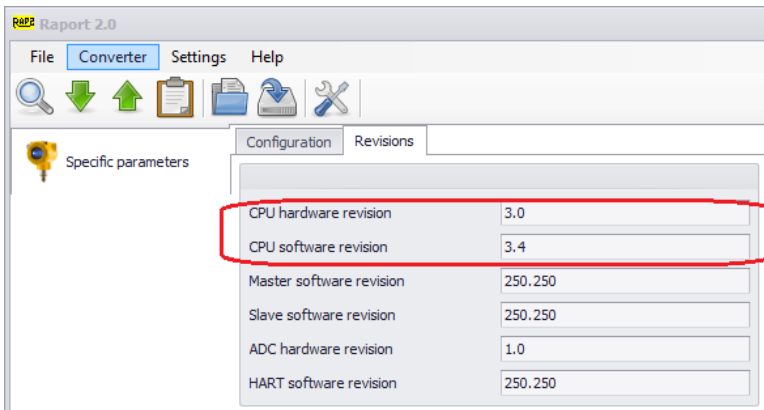 RAP2 Raport 2.0
File Converter Settings Help
Configuration Revisions
Specific parameters
CPU hardware revision 3.0
CPU software revision 3.4
Master software revision 250.250
Slave software revision 250.250
ADC hardware revision 1.0
HART software revision 250.250